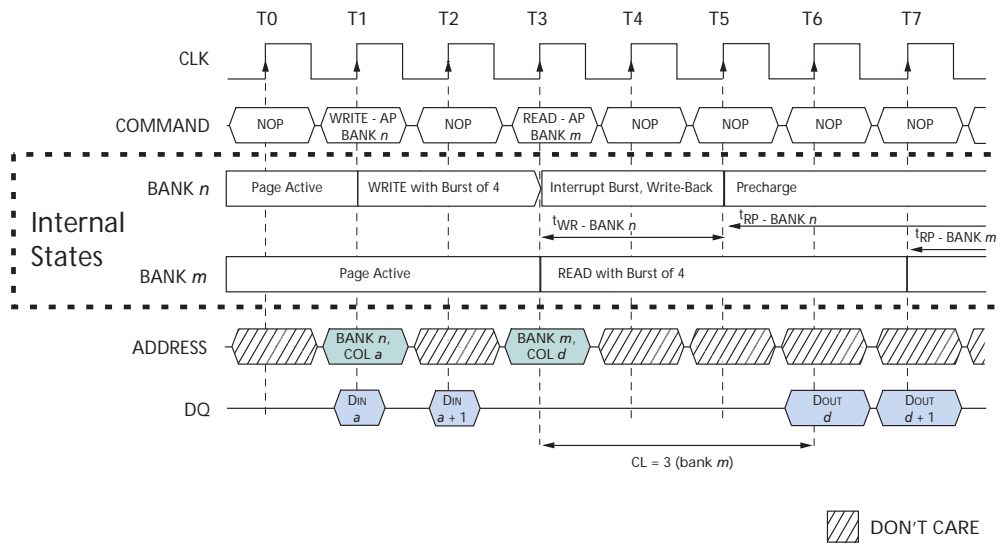 T0 T1 T2 T3 T4 T5 T6 T7
CLK
COMMAND NOP WRITE - AP BANK n NOP READ - AP BANK m NOP NOP NOP NOP
Internal States
BANK n Page Active WRITE with Burst of 4 Interrupt Burst, Write-Back Precharge
tWR - BANK n tRP - BANK n
tRP - BANK m
BANK m Page Active READ with Burst of 4
ADDRESS BANK n, COL a BANK m, COL d
DQ DIN a DIN a + 1 DOUT d DOUT d + 1
CL = 3 (bank m)
DON'T CARE